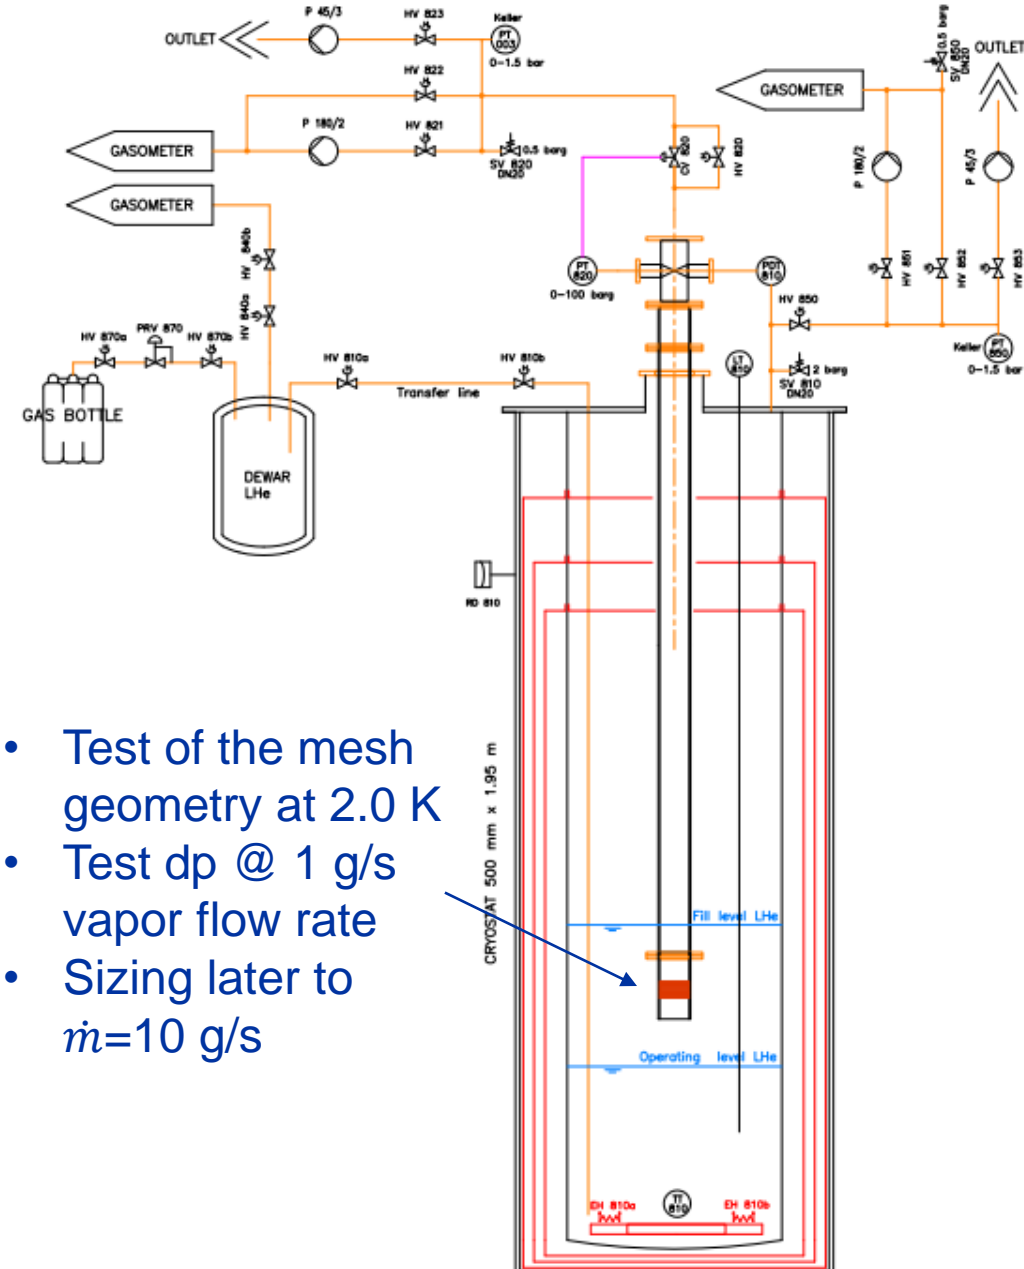 P 45/3
HV 823
Keller
OUTLET
PT
003
0-1.5 bar
HV 822
P 180/2
HV 821
GASOMETER
0.5 barg
SV 820
DN20
CV 820
HV 820
GASOMETER
0.5 barg
SV 850
DN20
OUTLET
P 180/2
P 45/3
GASOMETER
HV 840b
HV 840a
PT
820
0-100 barg
PDT
810
HV 850
HV 851
HV 852
HV 853
Keller
PT
850
0-1.5 bar
HV 870a
PRV 870
HV 870b
HV 810a
HV 810b
Transfer line
LT
810
2 barg
SV 810
DN20
GAS BOTTLE
DEWAR
LHe
RD 810
CRYOSTAT 500 mm x 1.95 m
• Test of the mesh
geometry at 2.0 K
• Test dp @ 1 g/s
vapor flow rate
• Sizing later to
ṁ=10 g/s
Fill level LHe
Operating level LHe
EH 810a
TT
810
EH 810b